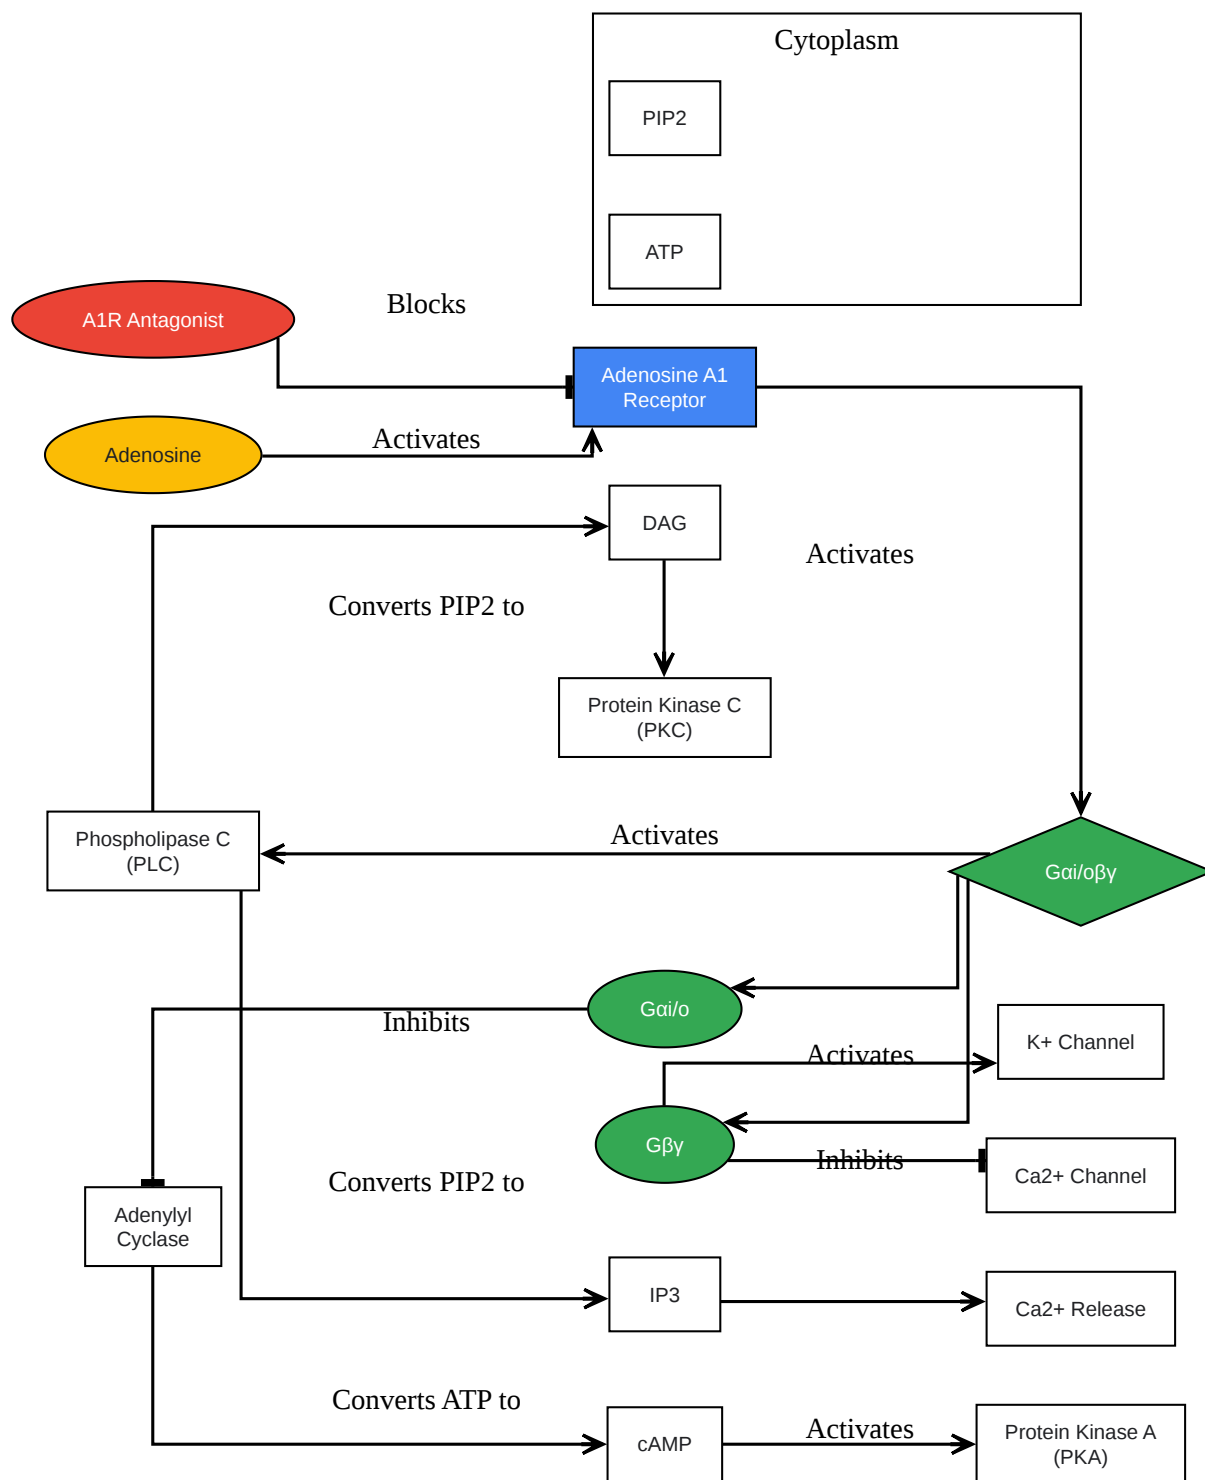 Cytoplasm
PIP2
ATP
Blocks
A1R Antagonist
Adenosine A1
Receptor
Activates
Adenosine
DAG
Activates
Converts PIP2 to
Protein Kinase C
(PKC)
Activates
Phospholipase C
(PLC)
Gαi/oβγ
Gαi/o
Inhibits
K+ Channel
Activates
Gβγ
Inhibits
Ca2+ Channel
Converts PIP2 to
Adenylyl
Cyclase
IP3
Ca2+ Release
Converts ATP to
cAMP
Activates
Protein Kinase A
(PKA)